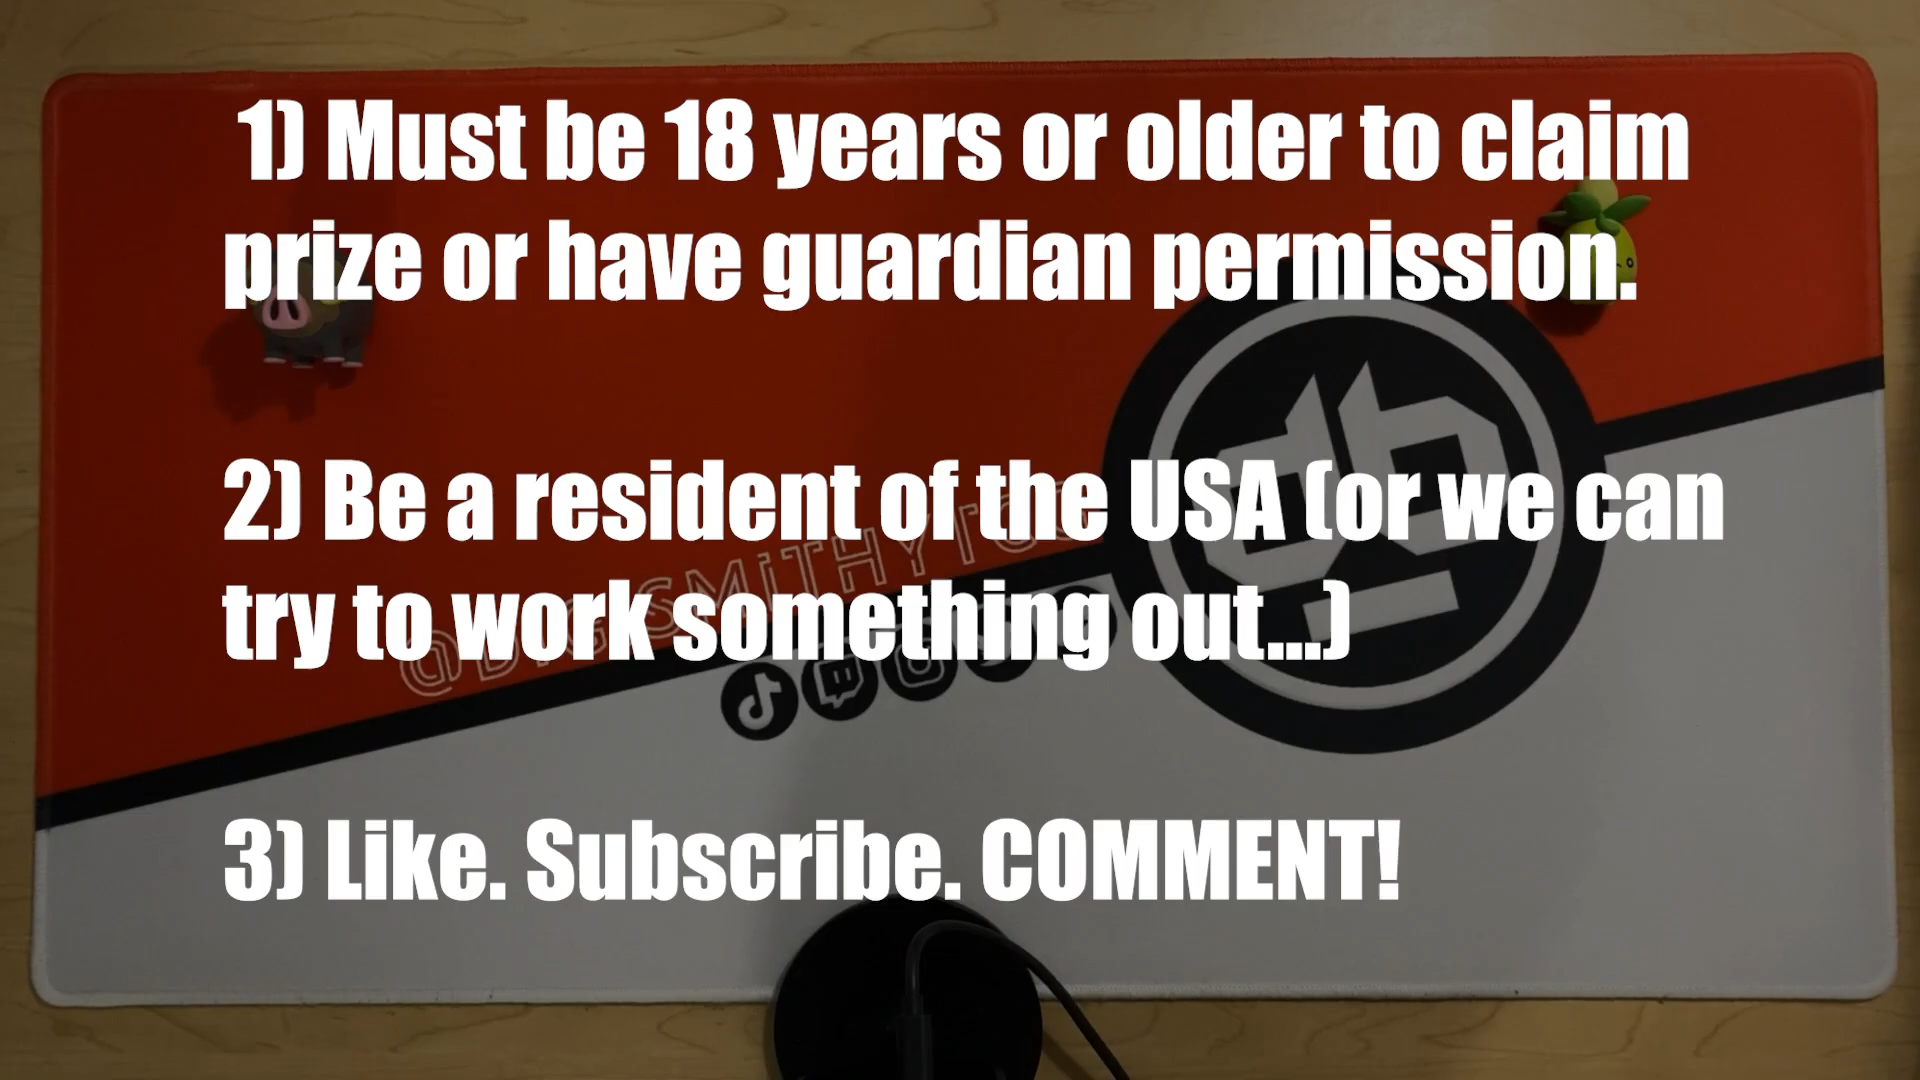 1) Must be 18 years or older to claim
prize or have guardian permission.
2) Be a resident of the USA (or we can
try to work something out...)
@BIGSMITHYTCG
3) Like. Subscribe. COMMENT!